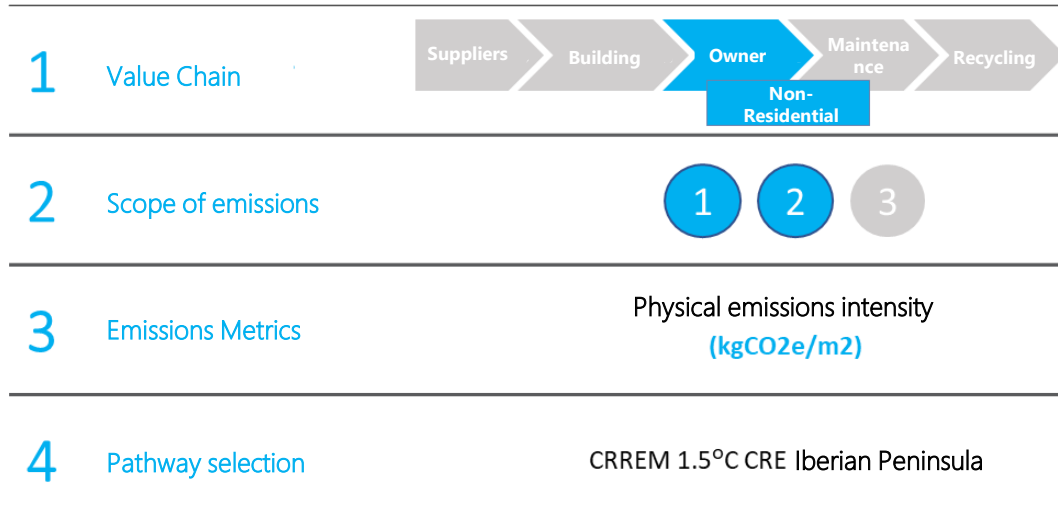 1
Value Chain
Suppliers
Building
Owner
Maintena
nce
Recycling
Non-
Residential
2
Scope of emissions
1
2
3
3
Emissions Metrics
Physical emissions intensity
(kgCO2e/m2)
4
Pathway selection
CRREM 1.5ºC CRE Iberian Peninsula